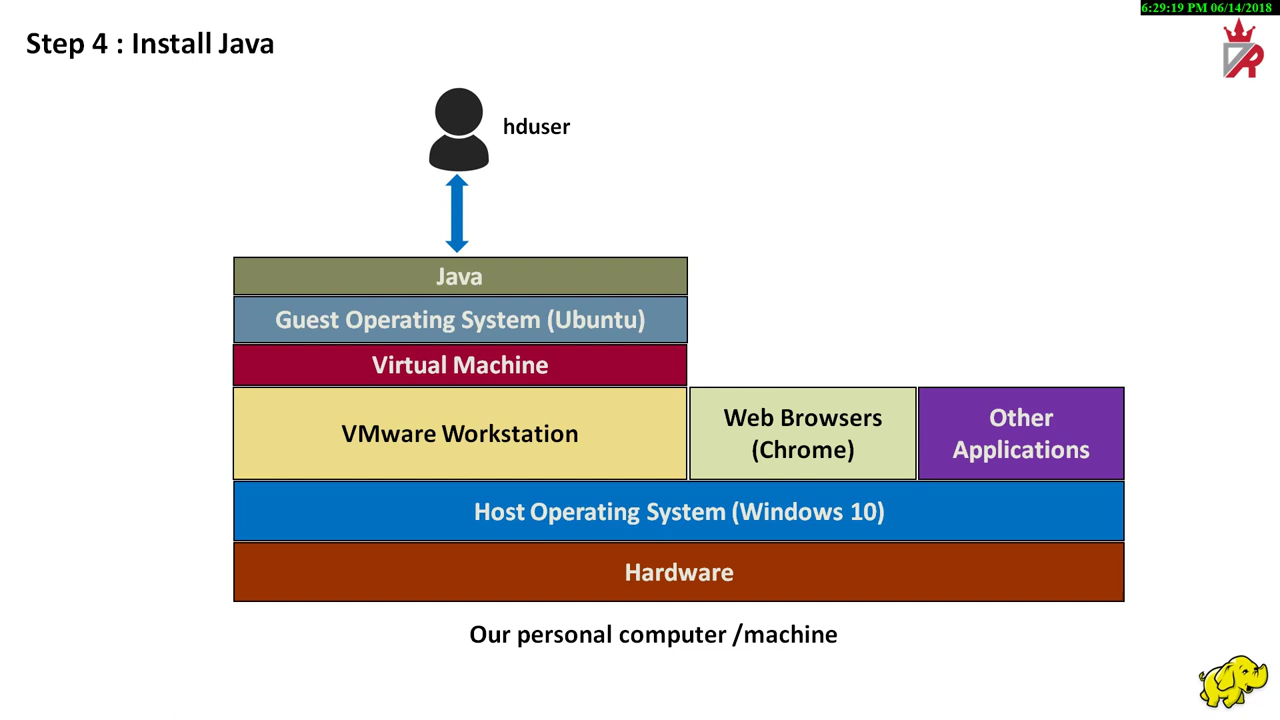 6:29:19 PM 06/14/2018
Step 4 : Install Java
hduser
Java
Guest Operating System (Ubuntu)
Virtual Machine
VMware Workstation
Web Browsers
(Chrome)
Other
Applications
Host Operating System (Windows 10)
Hardware
Our personal computer /machine